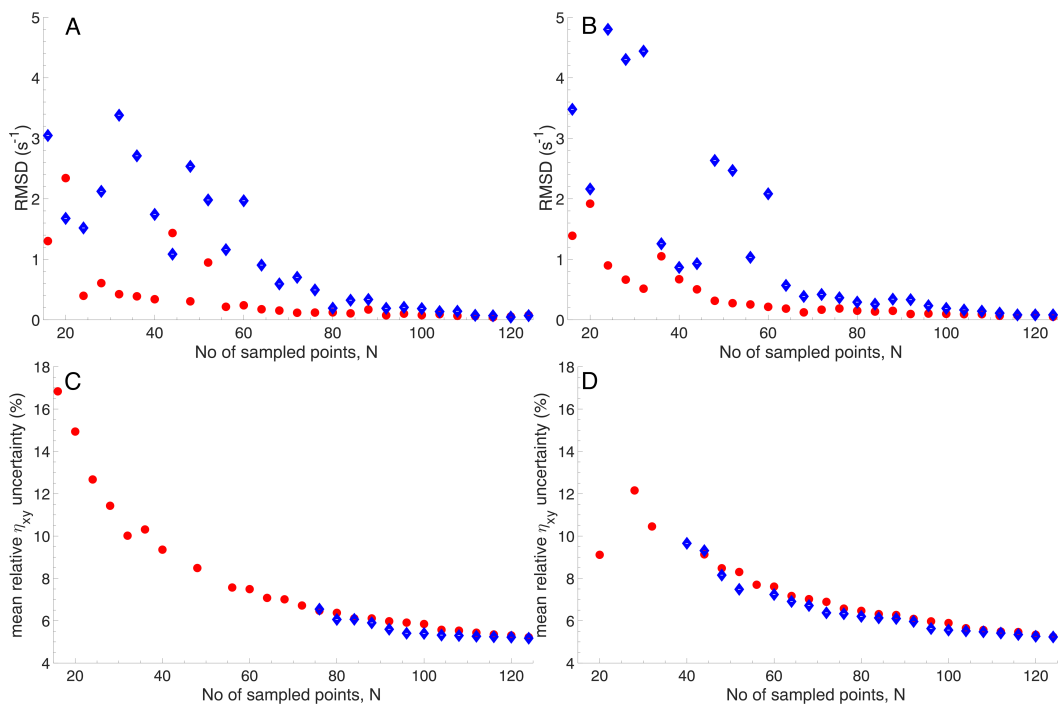 A
RMSD (s-1)
5
4
3
2
1
0
20 40 60 80 100 120
No of sampled points, N
B
RMSD (s-1)
5
4
3
2
1
0
20 40 60 80 100 120
No of sampled points, N
C
mean relative ηxy uncertainty (%)
18
16
14
12
10
8
6
4
20 40 60 80 100 120
No of sampled points, N
D
mean relative ηxy uncertainty (%)
18
16
14
12
10
8
6
4
20 40 60 80 100 120
No of sampled points, N